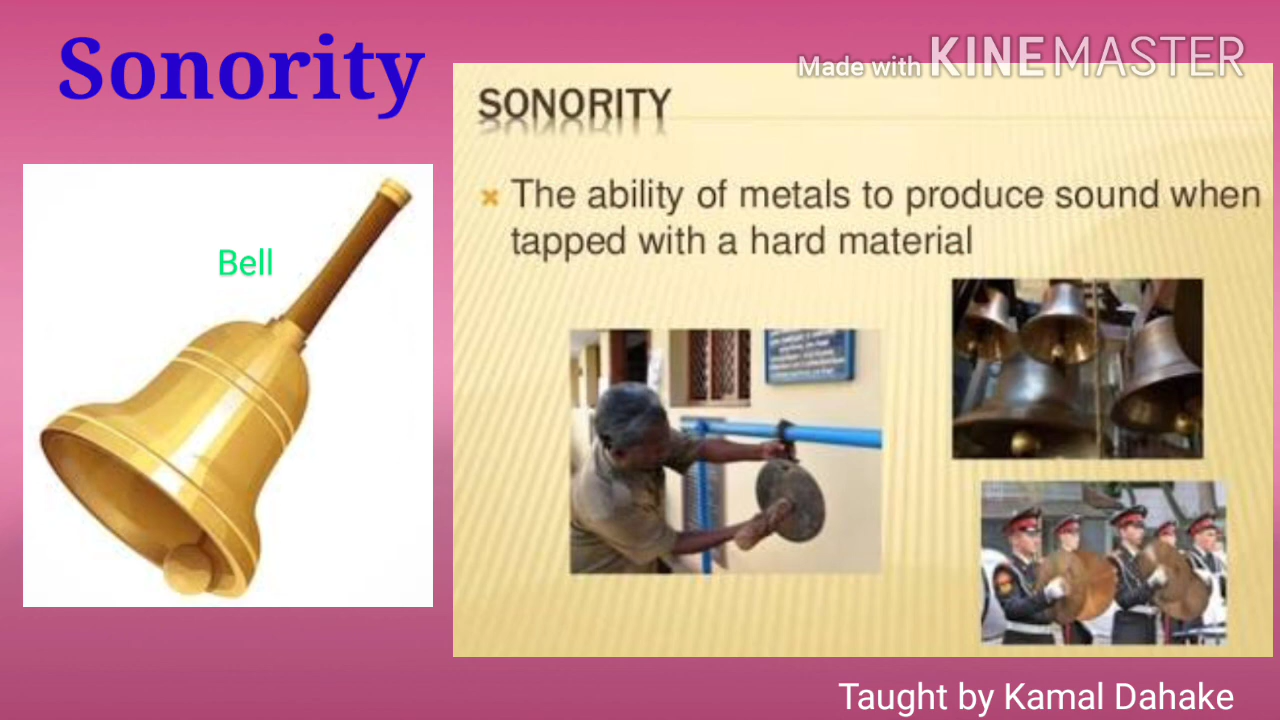 Sonority
Made with KINEMASTER
SONORITY
The ability of metals to produce sound when
tapped with a hard material
Bell
Taught by Kamal Dahake